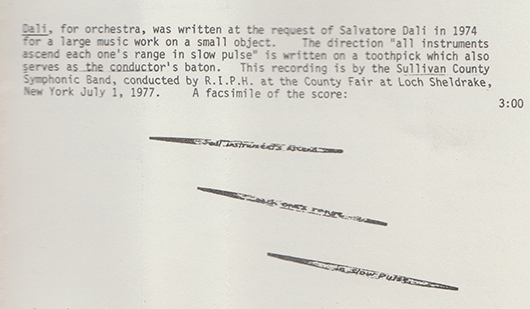 Dali, for orchestra, was written at the request of Salvatore Dali in 1974
for a large music work on a small object. The direction "all instruments
ascend each one's range in slow pulse" is written on a toothpick which also
serves as the conductor's baton. This recording is by the Sullivan County
Symphonic Band, conducted by R.I.P.H. at the County Fair at Loch Sheldrake,
New York July 1, 1977. A facsimile of the score:
3:00
all instruments ascend
each one's range
in slow pulse